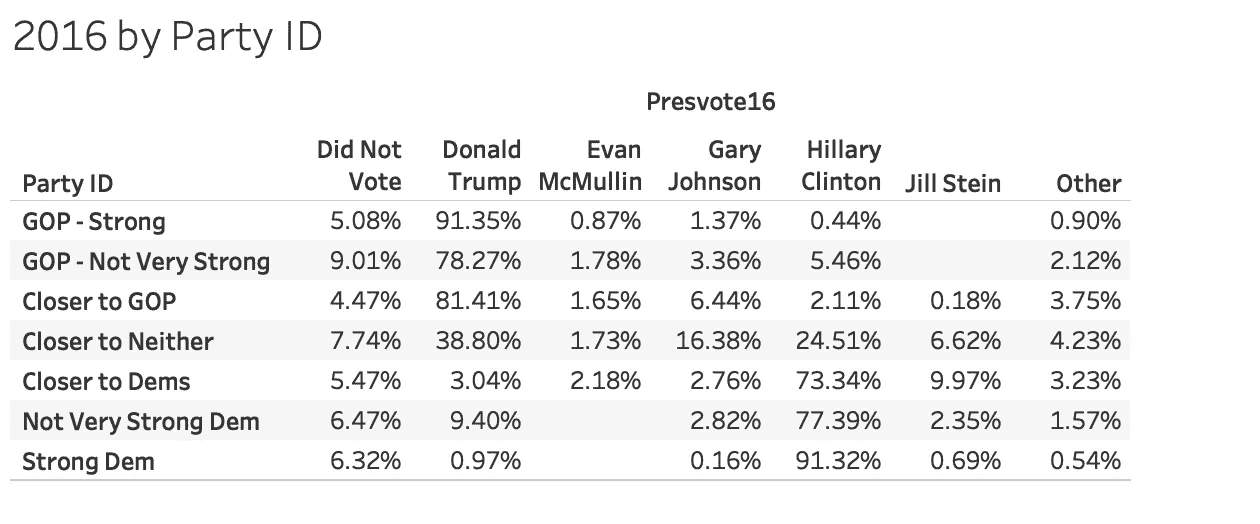 2016 by Party ID
Presvote16
Did Not Donald Evan Gary Hillary
Party ID Vote Trump McMullin Johnson Clinton Jill Stein Other
GOP - Strong 5.08% 91.35% 0.87% 1.37% 0.44% 0.90%
GOP - Not Very Strong 9.01% 78.27% 1.78% 3.36% 5.46% 2.12%
Closer to GOP 4.47% 81.41% 1.65% 6.44% 2.11% 0.18% 3.75%
Closer to Neither 7.74% 38.80% 1.73% 16.38% 24.51% 6.62% 4.23%
Closer to Dems 5.47% 3.04% 2.18% 2.76% 73.34% 9.97% 3.23%
Not Very Strong Dem 6.47% 9.40% 2.82% 77.39% 2.35% 1.57%
Strong Dem 6.32% 0.97% 0.16% 91.32% 0.69% 0.54%